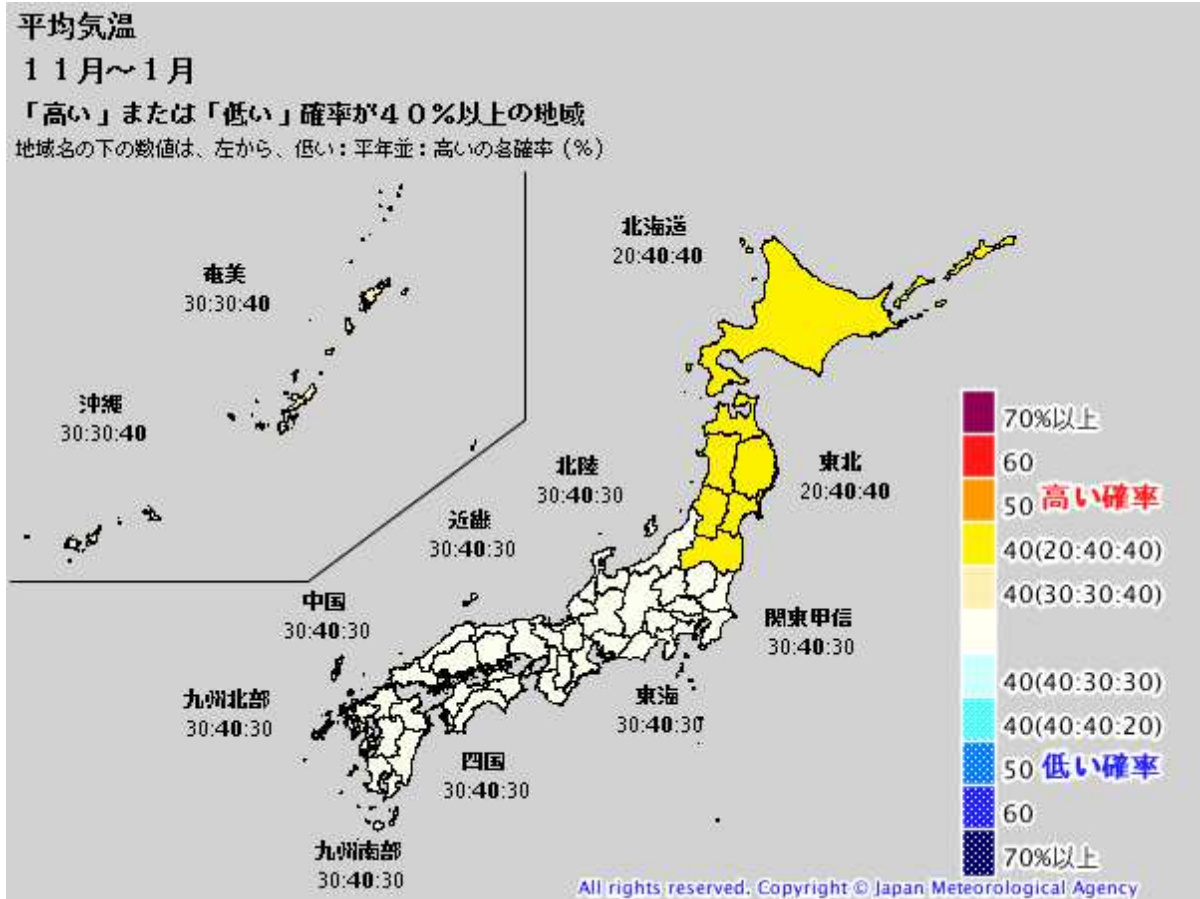 平均気温
11月～1月
「高い」または「低い」確率が40%以上の地域
地域名の下の数値は、左から、低い:平年並:高いの各確率(%)
北海道
20:40:40
奄美
30:30:40
沖縄
30:30:40
北陸
30:40:30
東北
20:40:40
近畿
30:40:30
中国
30:40:30
関東甲信
30:40:30
九州北部
30:40:30
東海
30:40:30
四国
30:40:30
九州南部
30:40:30
70%以上
60
50 高い確率
40(20:40:40)
40(30:30:40)
40(40:30:30)
40(40:40:20)
50 低い確率
60
70%以上
All rights reserved. Copyright © Japan Meteorological Agency